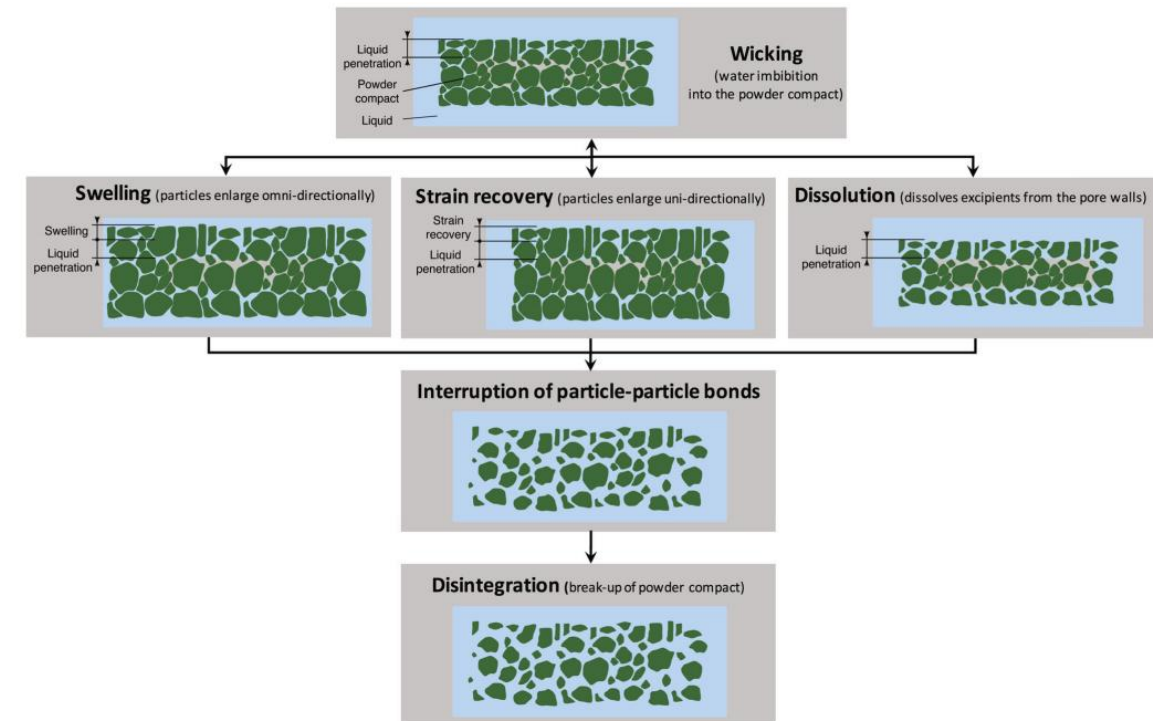 Liquid
penetration
Powder
compact
Liquid
Wicking
(water imbibition
into the powder compact)
Swelling (particles enlarge omni-directionally)
Swelling
Liquid
penetration
Strain recovery (particles enlarge uni-directionally)
Strain
recovery
Liquid
penetration
Dissolution (dissolves excipients from the pore walls)
Liquid
penetration
Interruption of particle-particle bonds
Disintegration (break-up of powder compact)